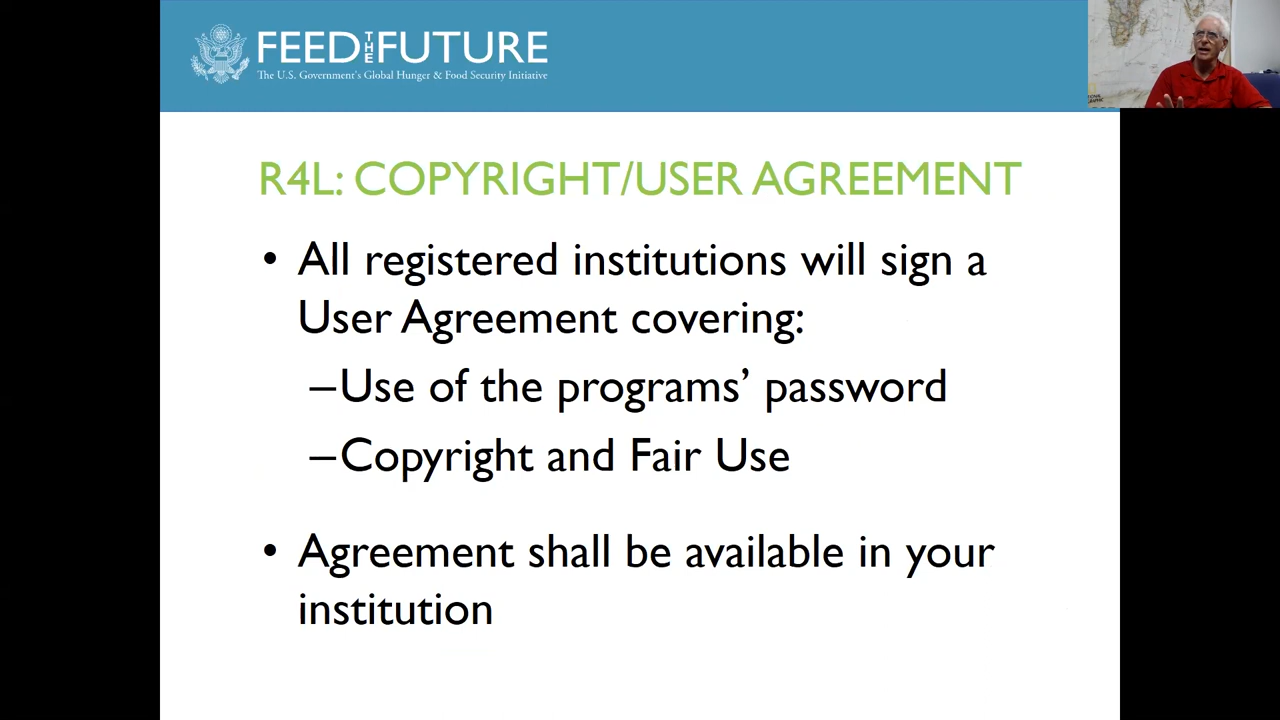 FEED THE FUTURE
The U.S. Government's Global Hunger & Food Security Initiative
R4L: COPYRIGHT/USER AGREEMENT
• All registered institutions will sign a
User Agreement covering:
–Use of the programs’ password
–Copyright and Fair Use
• Agreement shall be available in your
institution